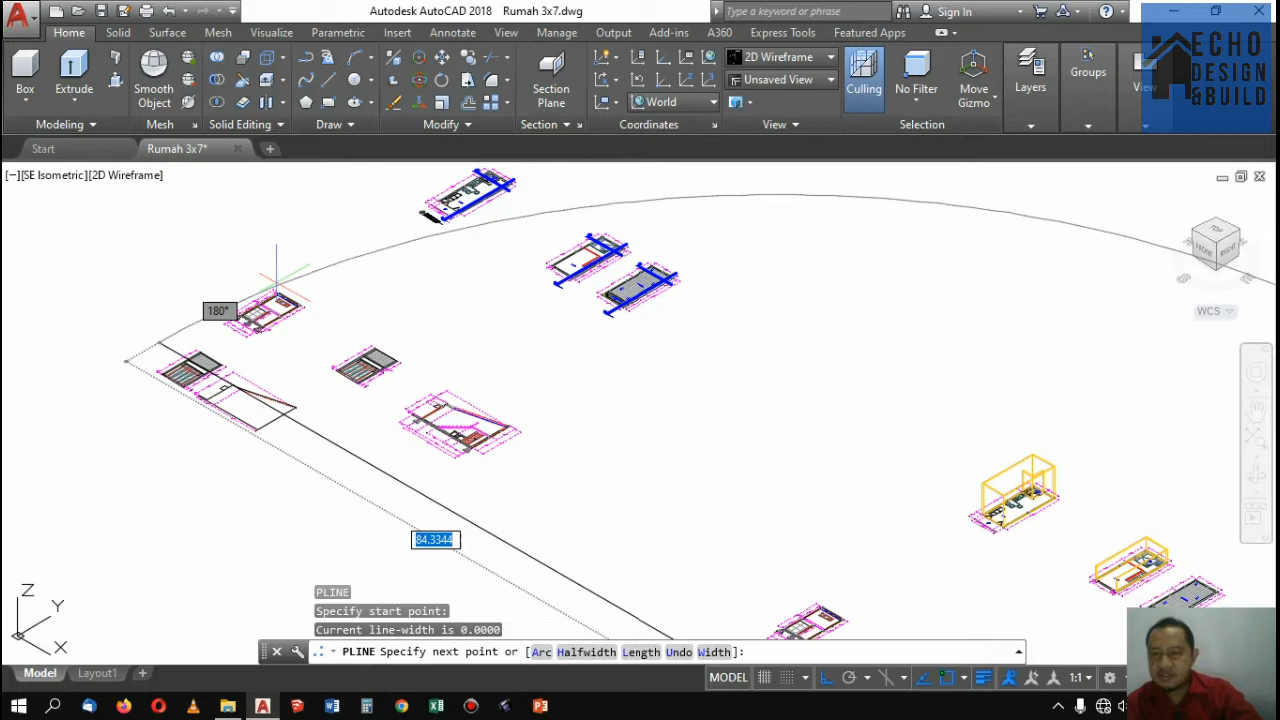 Autodesk AutoCAD 2018 Rumah 3x7.dwg
Type a keyword or phrase
Sign In
Home Solid Surface Mesh Visualize Parametric Insert Annotate View Manage Output Add-ins A360 Express Tools Featured Apps
ECHO
DESIGN
&BUILD
2D Wireframe
Unsaved View
World
Box
Extrude
Smooth
Object
Section
Plane
Culling
No Filter
Move
Gizmo
Layers
Groups
Modeling
Mesh
Solid Editing
Draw
Modify
Section
Coordinates
View
Selection
Start
Rumah 3x7*
[−][SE Isometric][2D Wireframe]
TOP
FRONT
RIGHT
WCS
180°
84.3344
Z
Y
X
PLINE
Specify start point:
Current line-width is 0.0000
PLINE Specify next point or [Arc Halfwidth Length Undo Width]:
Model
Layout1
MODEL
1:1